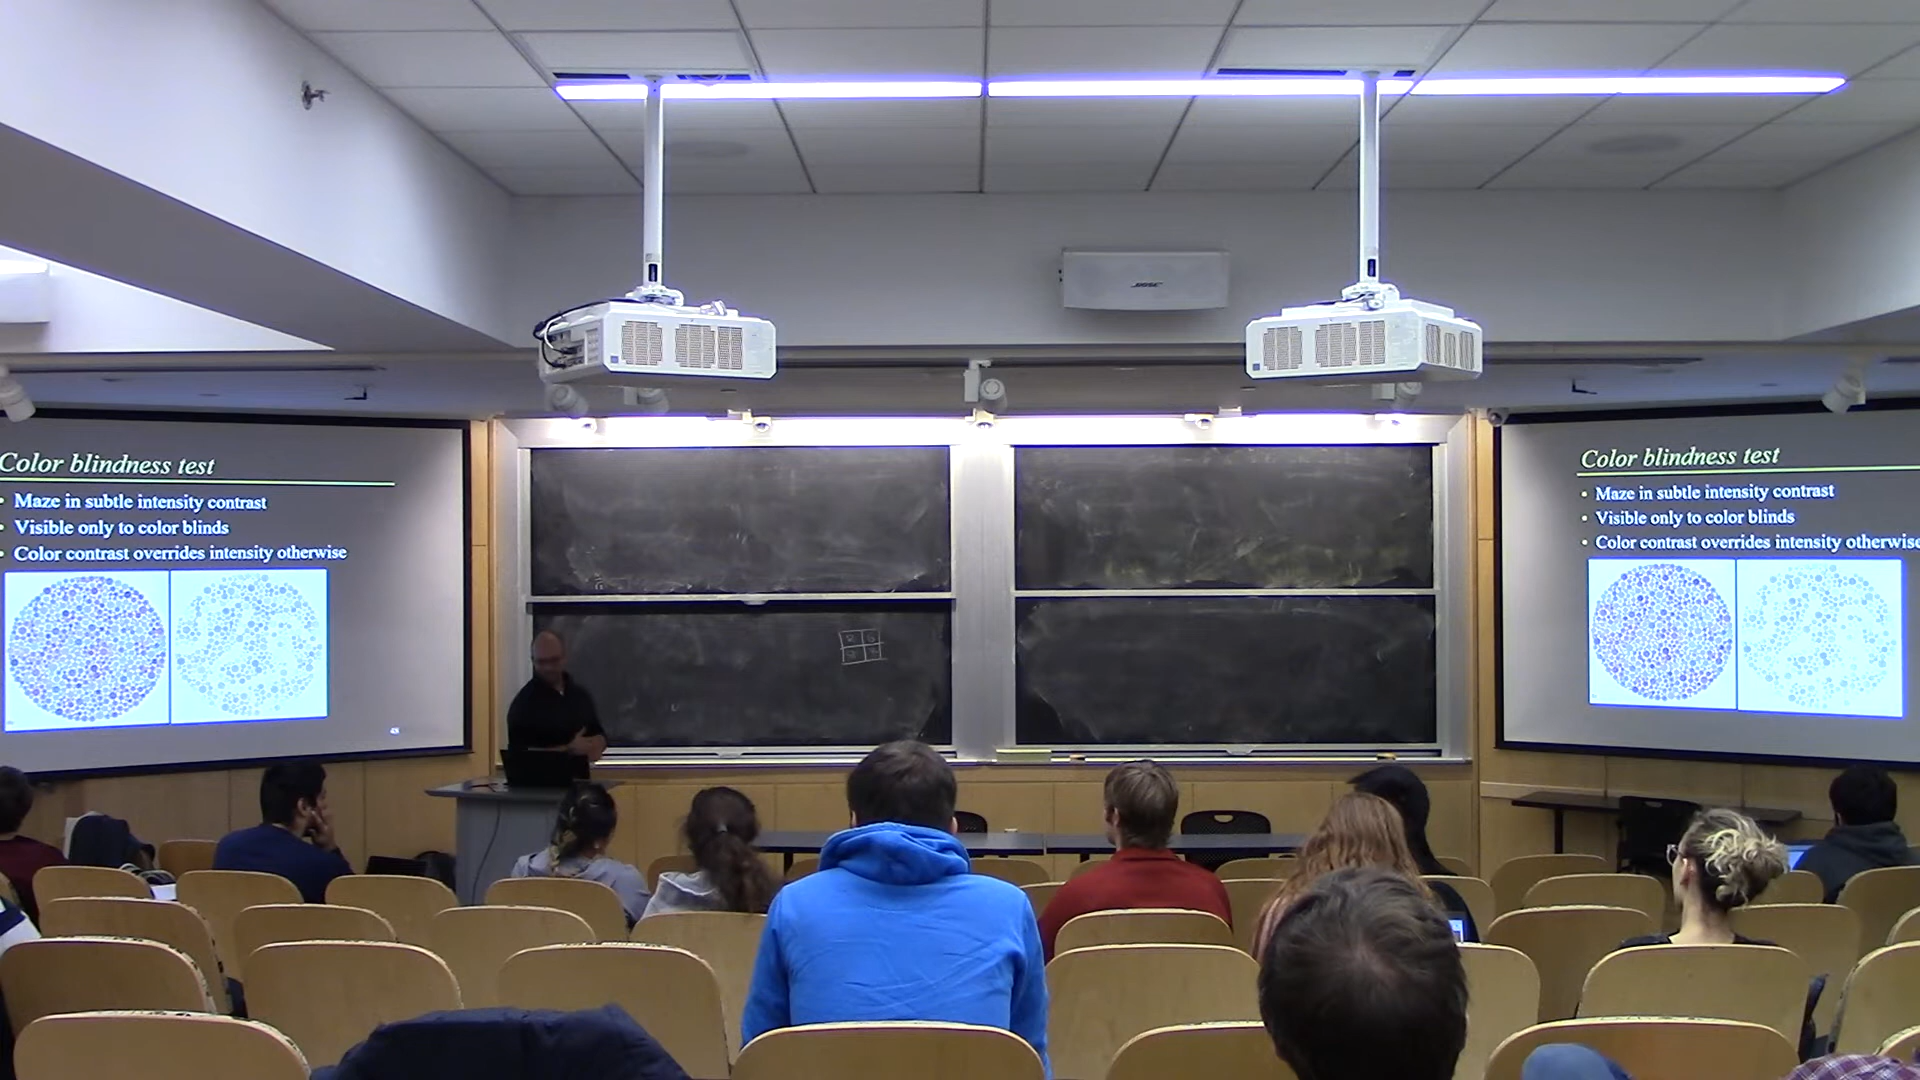 BOSE
Color blindness test
• Maze in subtle intensity contrast
• Visible only to color blinds
• Color contrast overrides intensity otherwise
Color blindness test
• Maze in subtle intensity contrast
• Visible only to color blinds
• Color contrast overrides intensity otherwise
R G